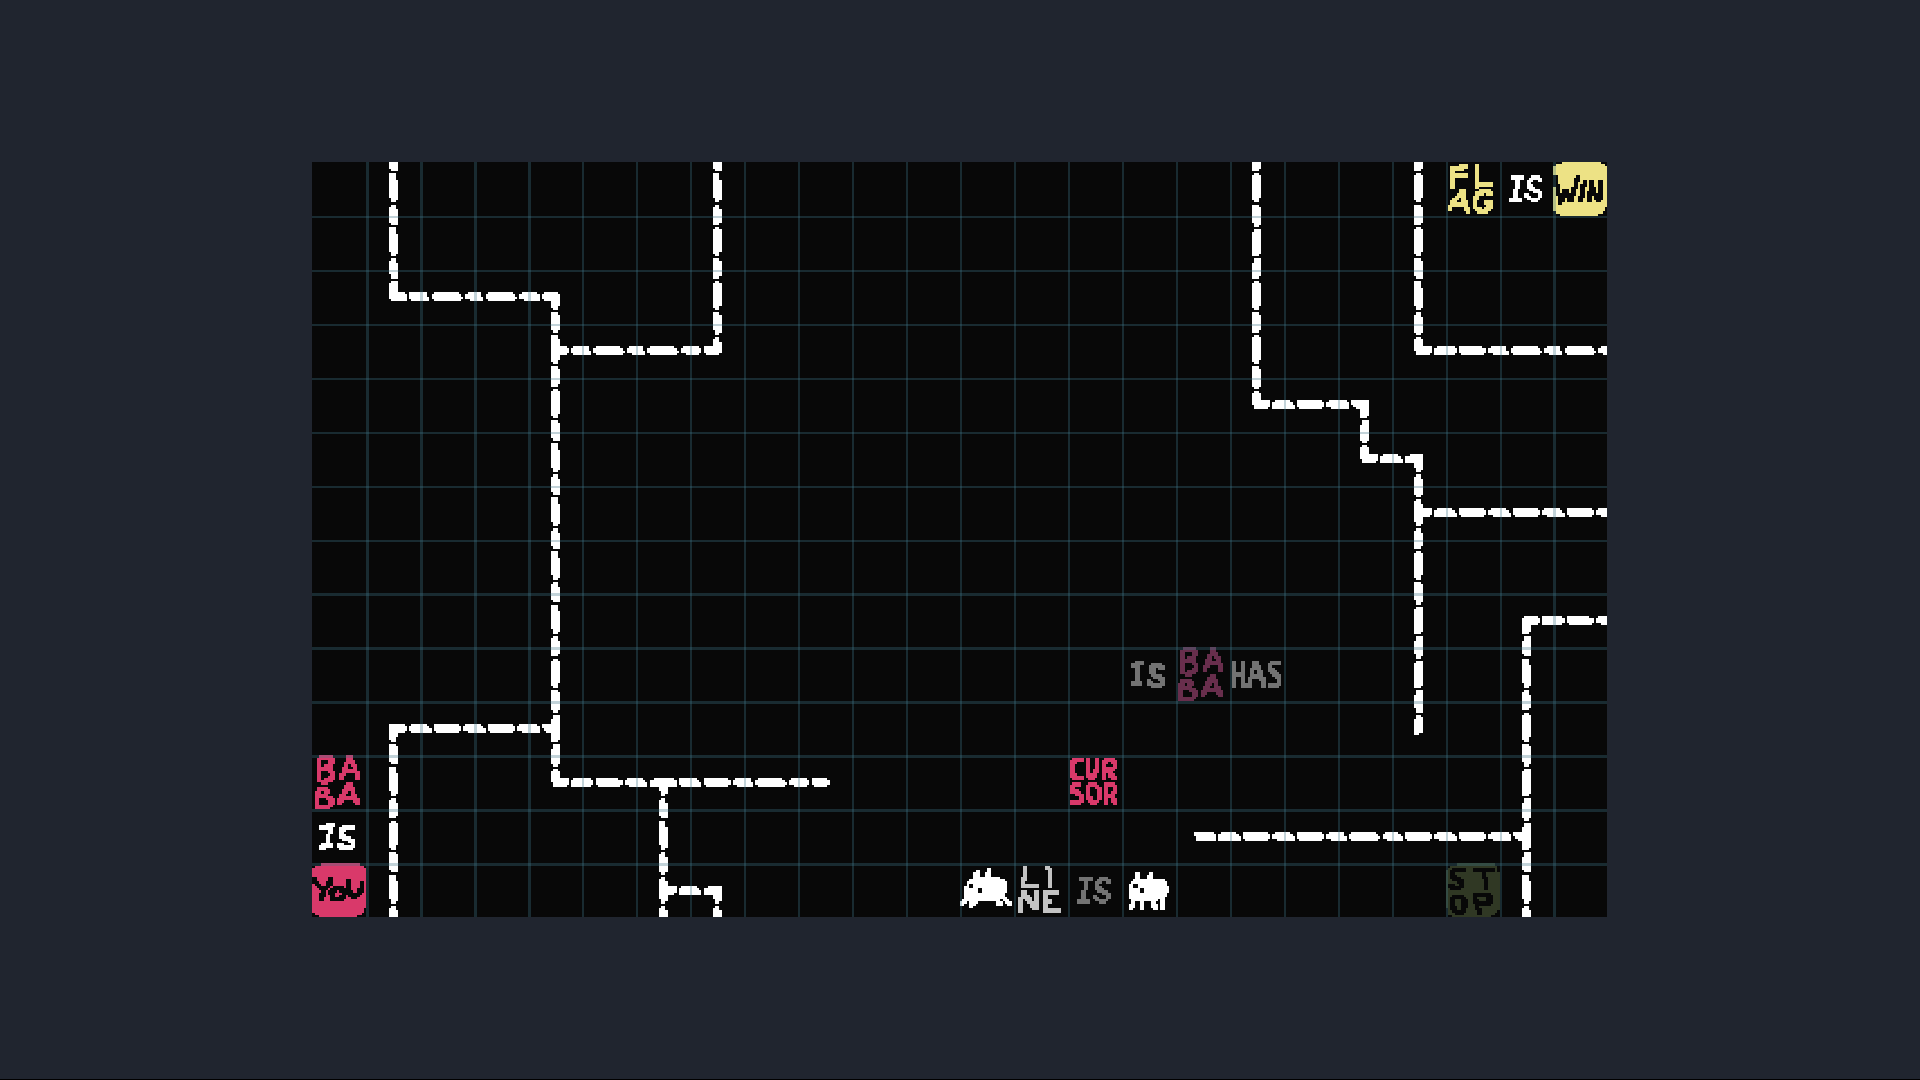 FLAG IS WIN
IS BABA HAS
BABA
CURSOR
IS
YOU
LINE IS
STOP